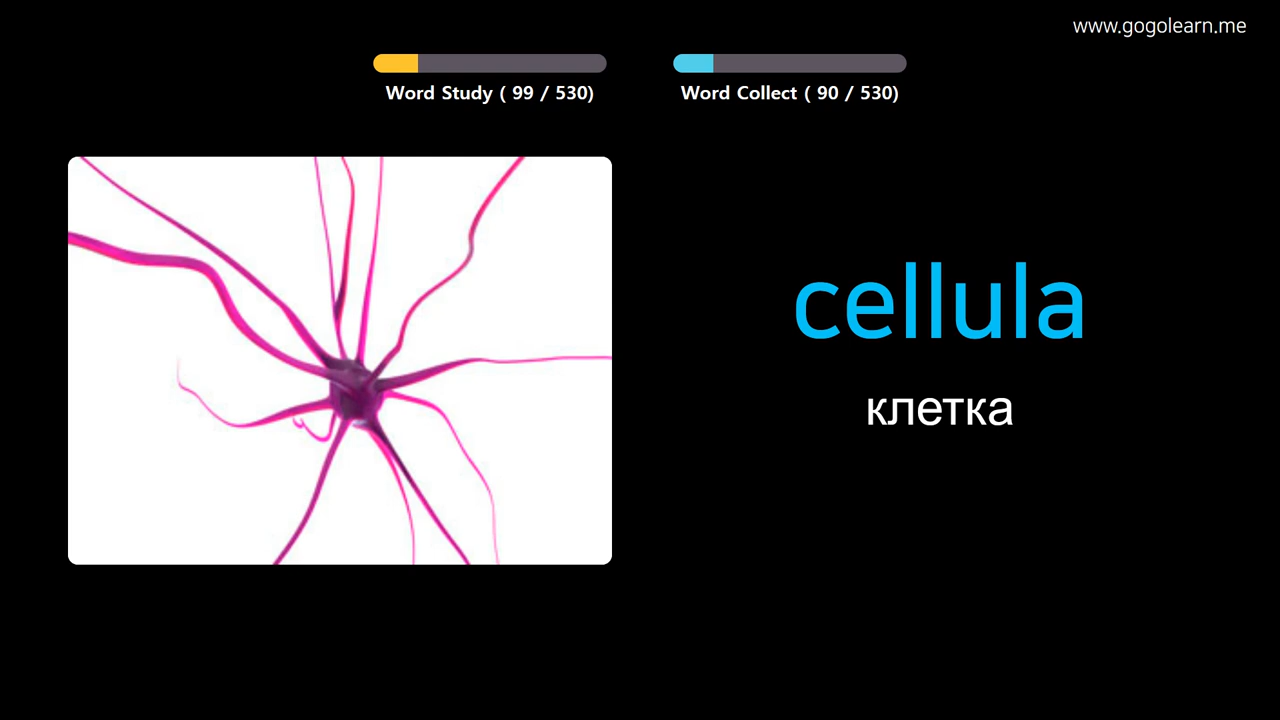 www.gogolearn.me
Word Study ( 99 / 530)
Word Collect ( 90 / 530)
cellula
клетка